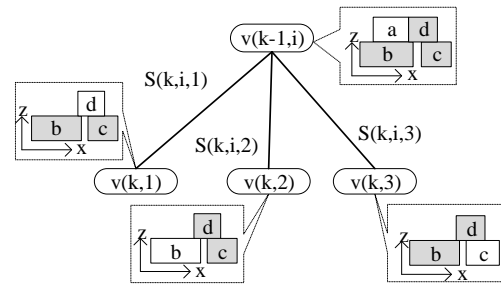 v(k-1,i)
z
a d
b c
x
S(k,i,1)
S(k,i,2)
S(k,i,3)
z
d
b c
x
v(k,1)
v(k,2)
v(k,3)
z
d
b c
x
z
d
b c
x